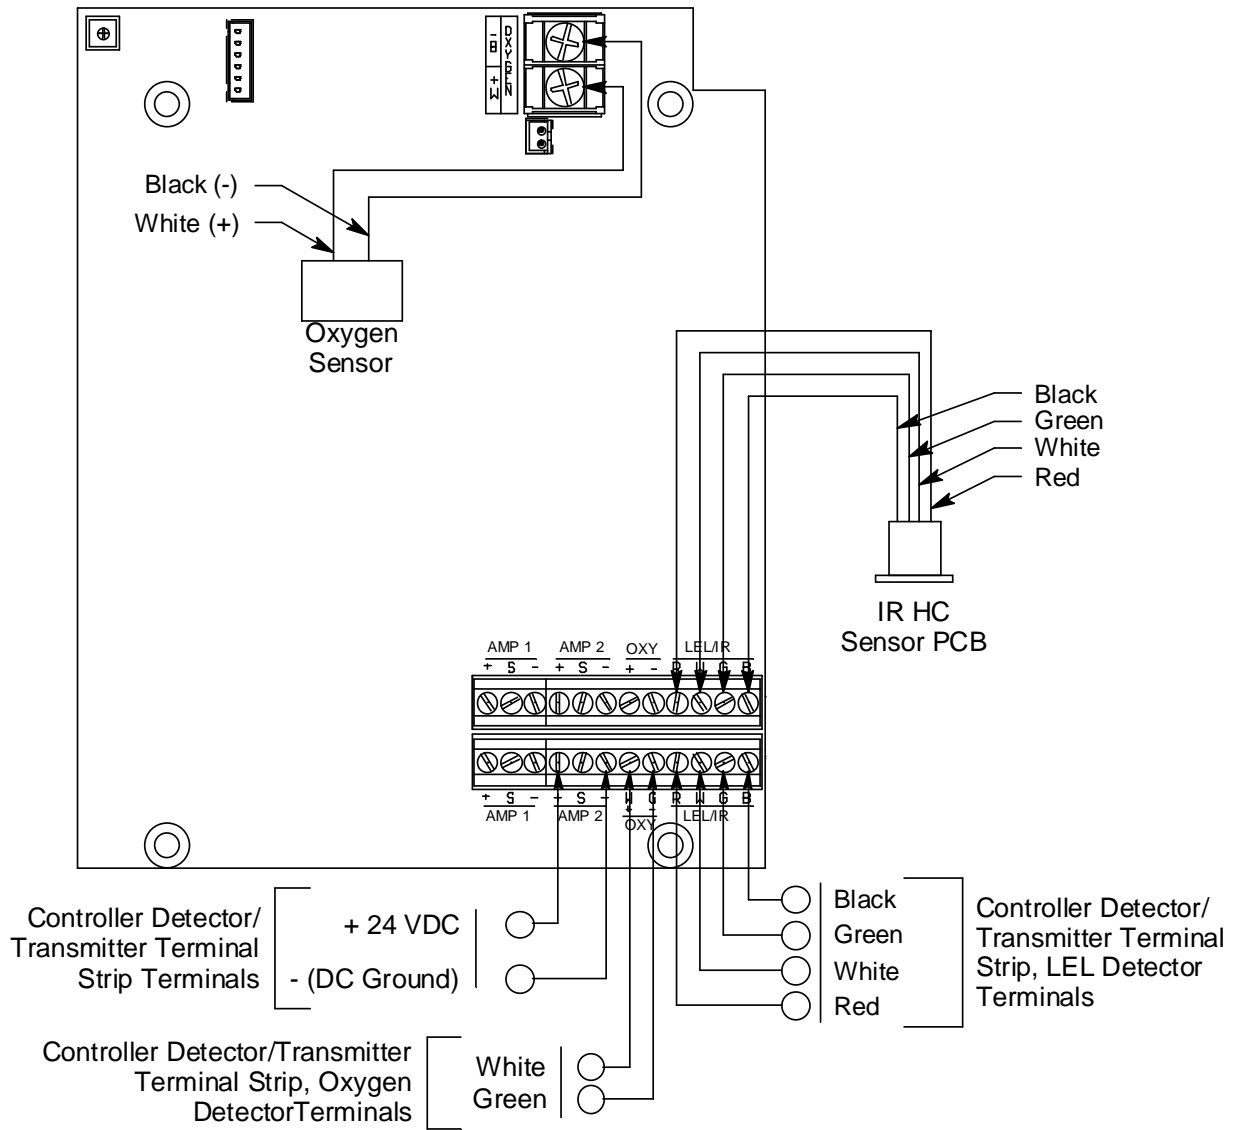 OXYGEN
- B
+ W
Black (-)
White (+)
Oxygen
Sensor
Black
Green
White
Red
IR HC
Sensor PCB
AMP 1 AMP 2 OXY LEL/IR
+ S - + S - + - R W G B
+ S - - S - W G R W G B
+ -
AMP 1 AMP 2 OXY LEL/IR
Controller Detector/
Transmitter Terminal
Strip Terminals
+ 24 VDC
- (DC Ground)
Black
Green
White
Red
Controller Detector/
Transmitter Terminal
Strip, LEL Detector
Terminals
Controller Detector/Transmitter
Terminal Strip, Oxygen
DetectorTerminals
White
Green